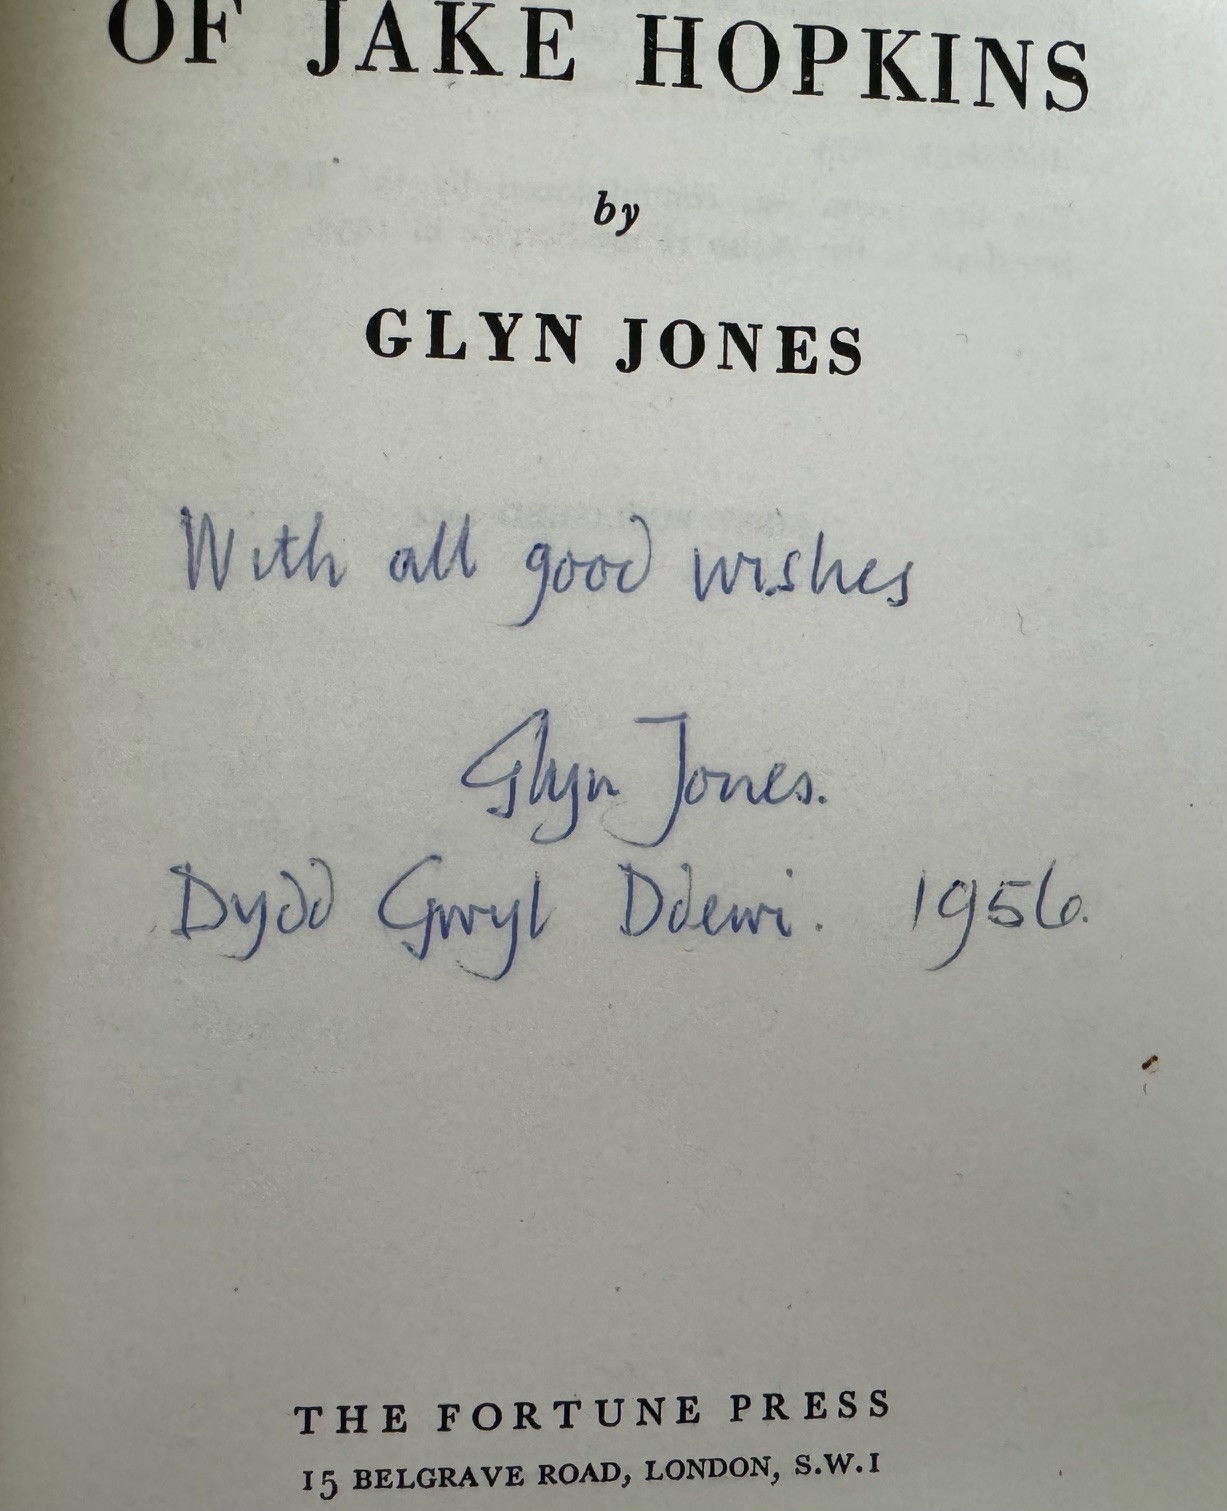 OF JAKE HOPKINS
by
GLYN JONES
With all good wishes
Glyn Jones.
Dydd Gwyl Ddewi. 1956.
THE FORTUNE PRESS
15 BELGRAVE ROAD, LONDON, S.W.1